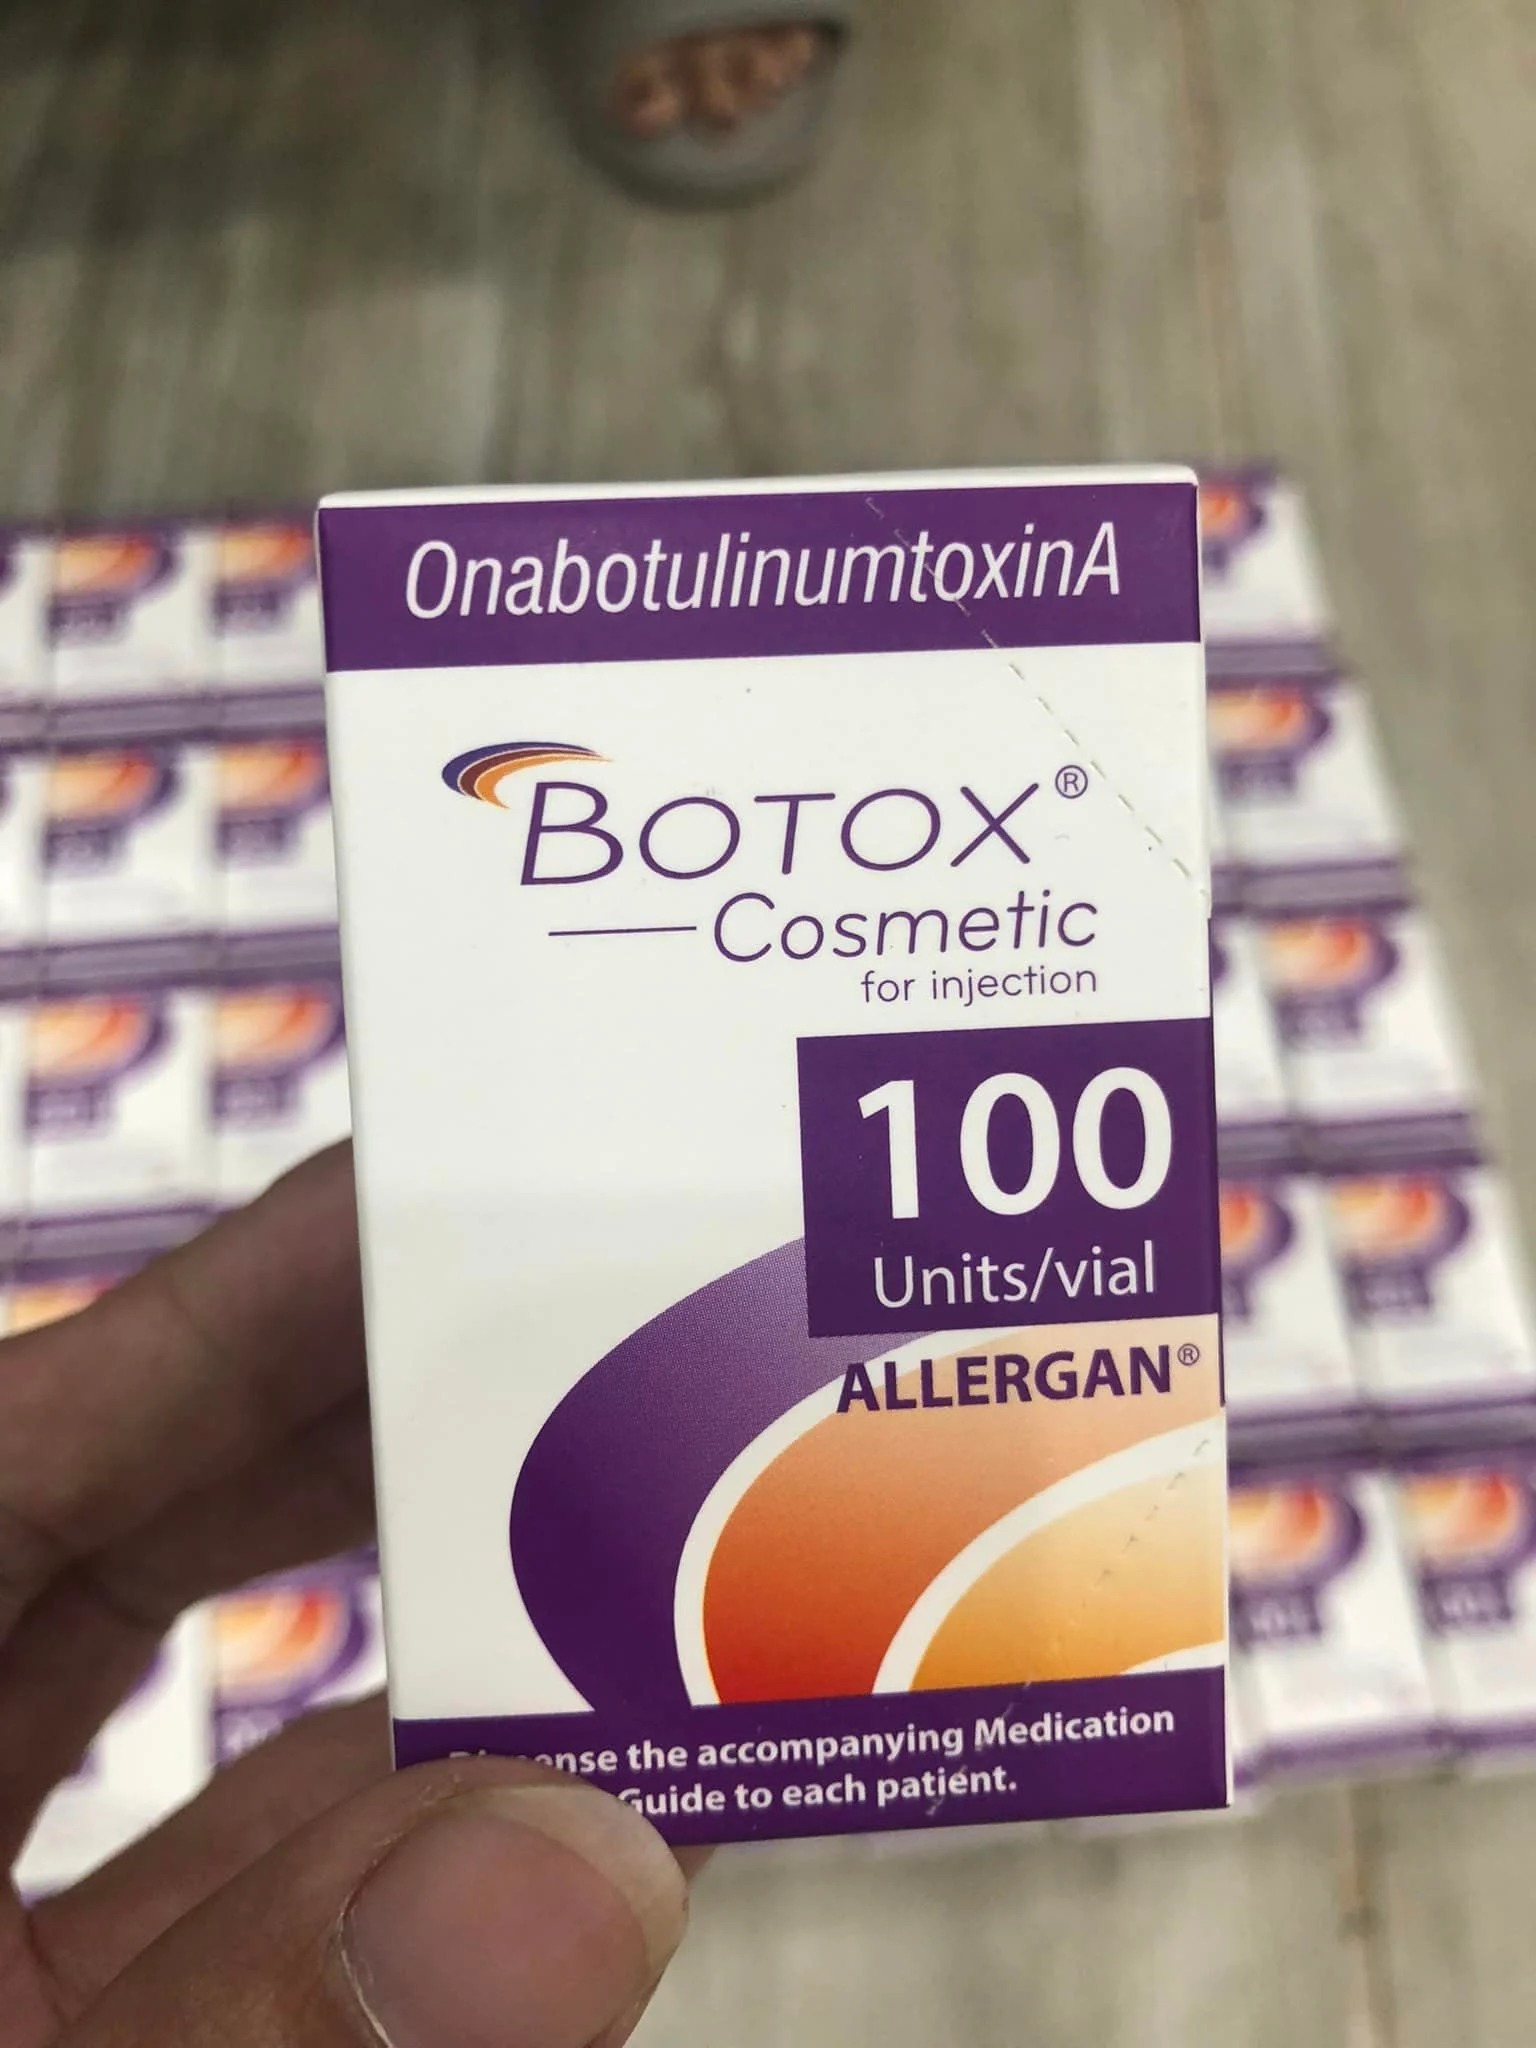 OnabotulinumtoxinA
BOTOX®
Cosmetic
for injection
100
Units/vial
ALLERGAN®
the accompanying Medication
Guide to each patient.